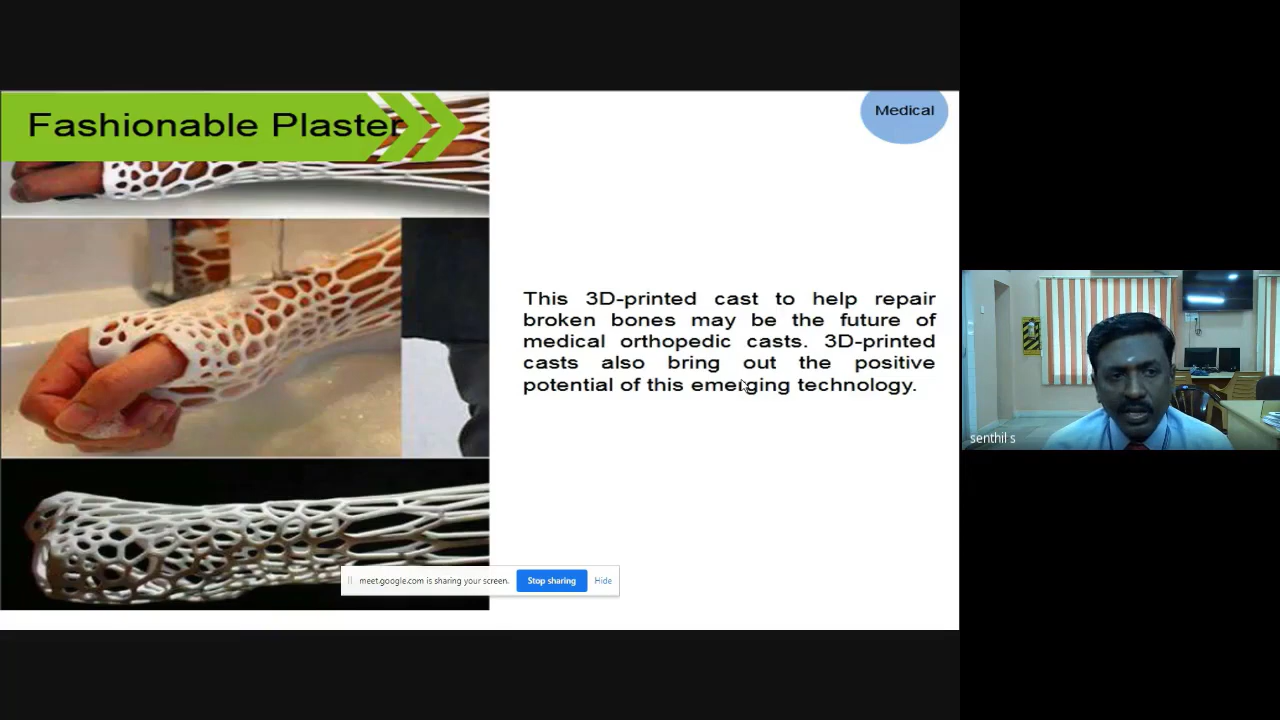 Fashionable Plaster
Medical
This 3D-printed cast to help repair
broken bones may be the future of
medical orthopedic casts. 3D-printed
casts also bring out the positive
potential of this emerging technology.
senthil s
meet.google.com is sharing your screen.
Stop sharing
Hide